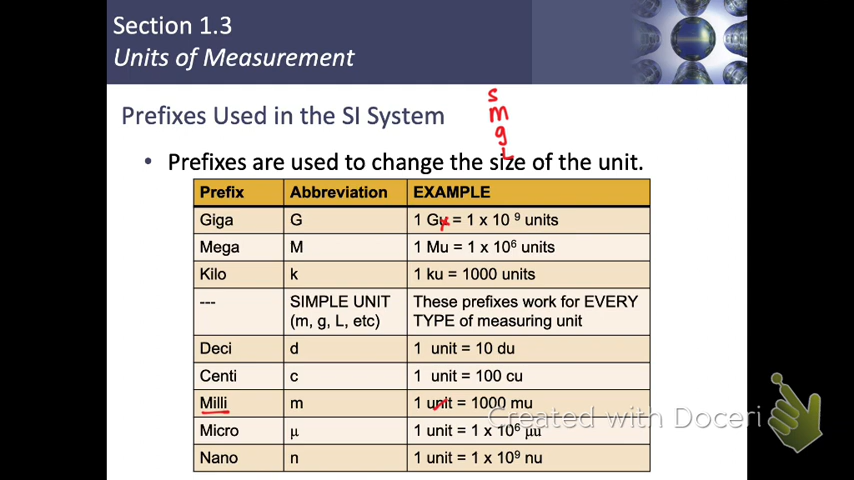 Section 1.3
Units of Measurement
Prefixes Used in the SI System
s
m
g
L
• Prefixes are used to change the size of the unit.
Prefix Abbreviation EXAMPLE
Giga G 1 Gu = 1 x 10 ⁹ units
Mega M 1 Mu = 1 x 10⁶ units
Kilo k 1 ku = 1000 units
--- SIMPLE UNIT These prefixes work for EVERY
(m, g, L, etc) TYPE of measuring unit
Deci d 1 unit = 10 du
Centi c 1 unit = 100 cu
Milli m 1 unit = 1000 mu
Created with Doceri
Micro μ 1 unit = 1 x 10⁶ μu
Nano n 1 unit = 1 x 10⁹ nu